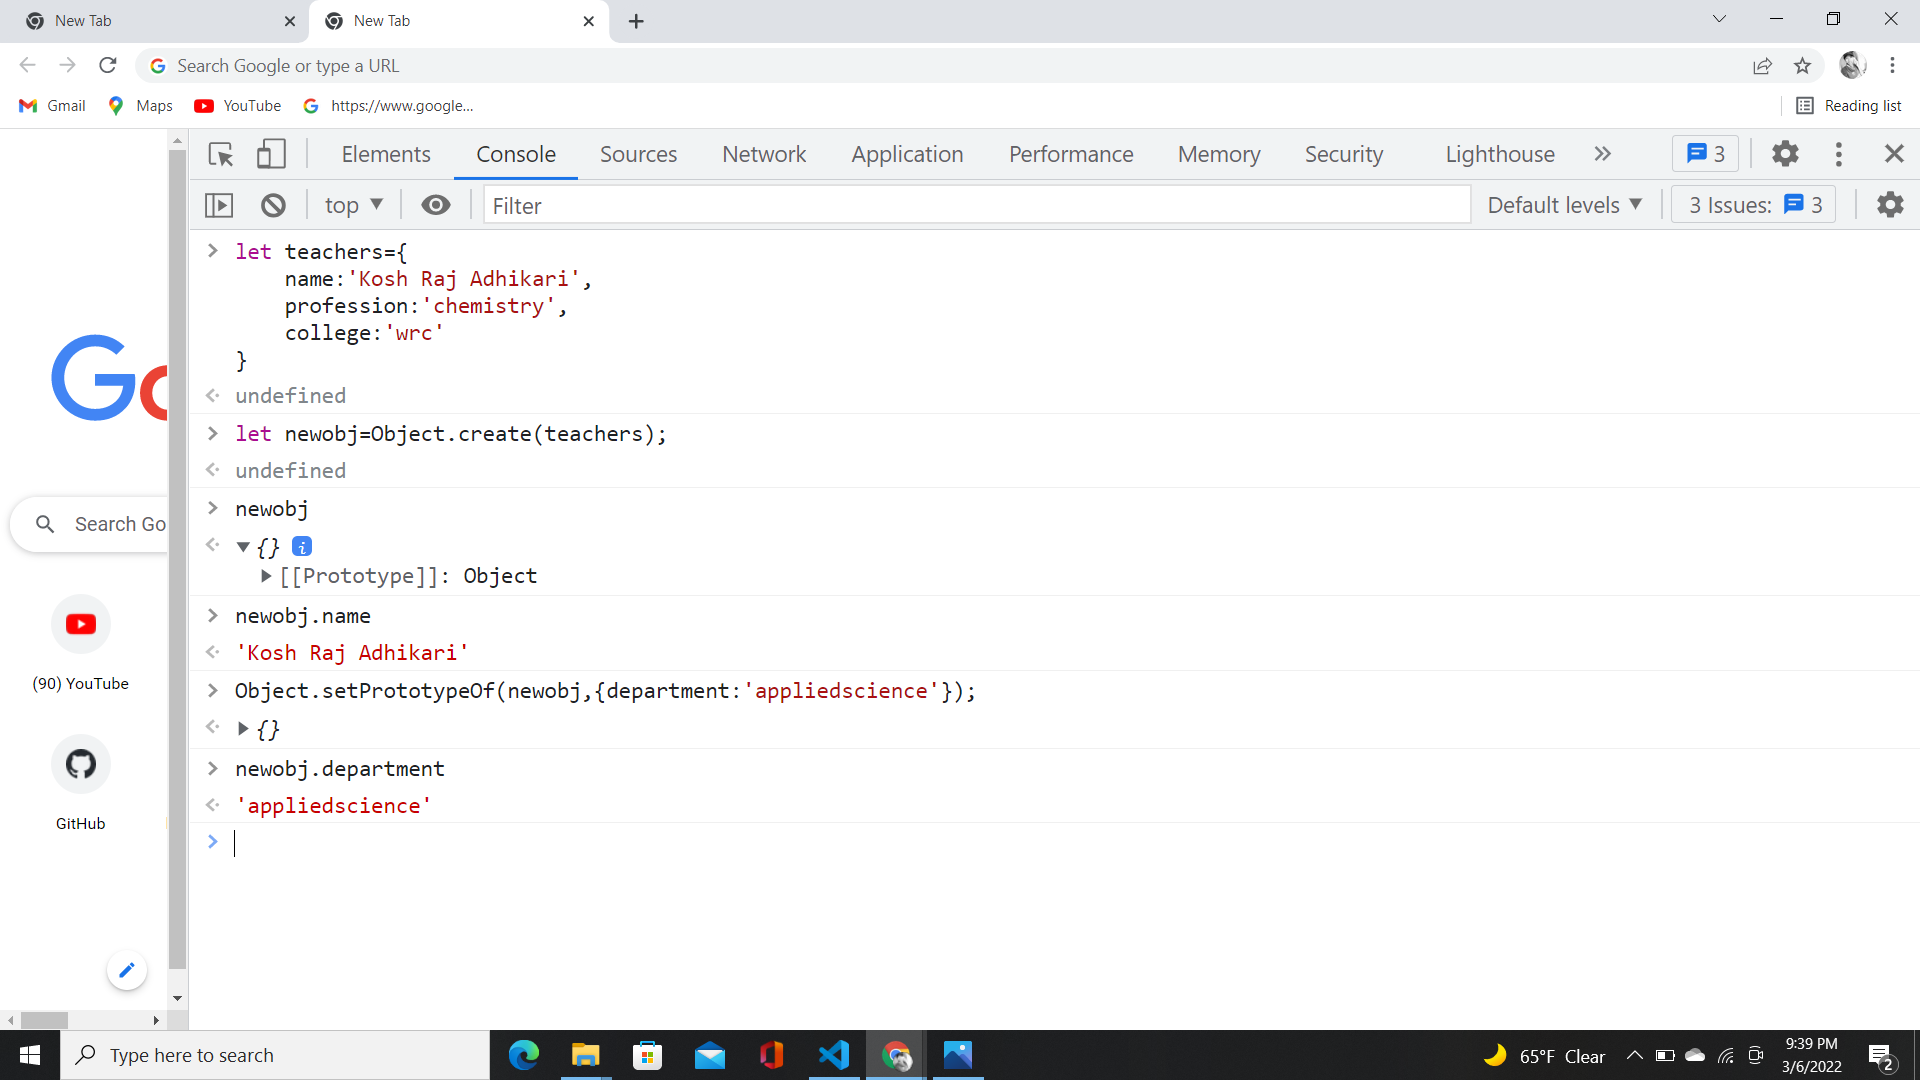 New Tab
New Tab
Search Google or type a URL
Gmail
Maps
YouTube
https://www.google...
Reading list
Elements
Console
Sources
Network
Application
Performance
Memory
Security
Lighthouse
3
top
Filter
Default levels
3 Issues: 3
let teachers={
name:'Kosh Raj Adhikari',
profession:'chemistry',
college:'wrc'
}
undefined
let newobj=Object.create(teachers);
undefined
newobj
{} i
[[Prototype]]: Object
newobj.name
'Kosh Raj Adhikari'
Object.setPrototypeOf(newobj,{department:'appliedscience'});
{}
newobj.department
'appliedscience'
Go
Search Go
(90) YouTube
GitHub
Type here to search
65°F Clear
9:39 PM
3/6/2022
2